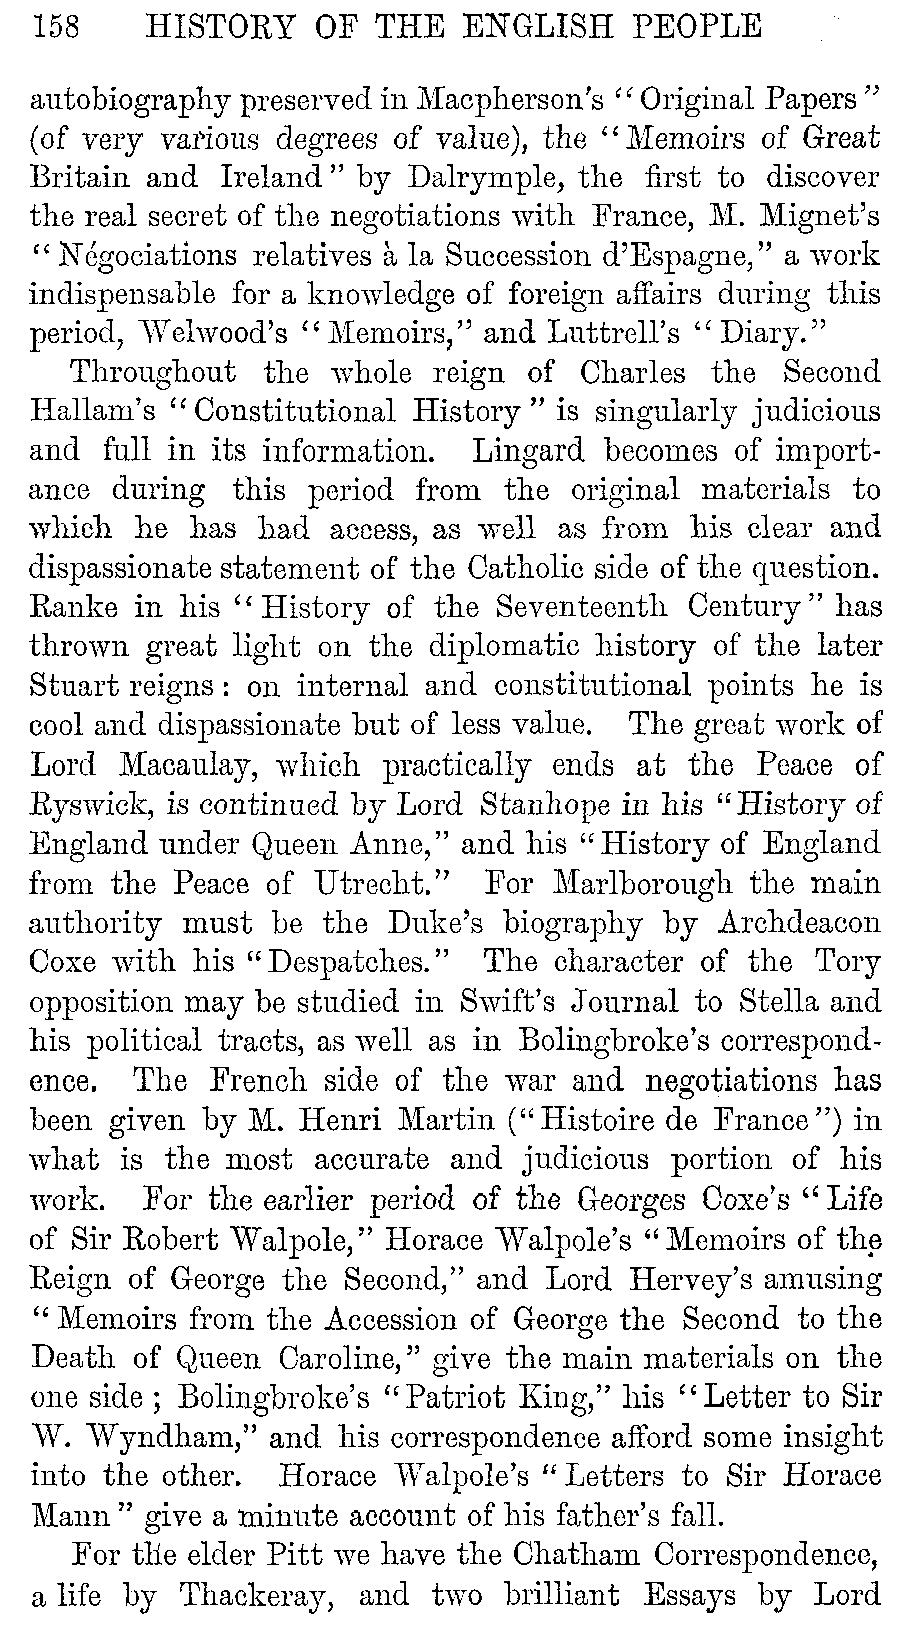 158 HISTORY OF THE ENGLISH PEOPLE
autobiography preserved in Macpherson's “Original Papers”
(of very various degrees of value), the “Memoirs of Great
Britain and Ireland” by Dalrymple, the first to discover
the real secret of the negotiations with France, M. Mignet's
“Négociations relatives à la Succession d'Espagne,” a work
indispensable for a knowledge of foreign affairs during this
period, Welwood's “Memoirs,” and Luttrell's “Diary.”
Throughout the whole reign of Charles the Second
Hallam's “Constitutional History” is singularly judicious
and full in its information. Lingard becomes of import-
ance during this period from the original materials to
which he has had access, as well as from his clear and
dispassionate statement of the Catholic side of the question.
Ranke in his “History of the Seventeenth Century” has
thrown great light on the diplomatic history of the later
Stuart reigns: on internal and constitutional points he is
cool and dispassionate but of less value. The great work of
Lord Macaulay, which practically ends at the Peace of
Ryswick, is continued by Lord Stanhope in his “History of
England under Queen Anne,” and his “History of England
from the Peace of Utrecht.” For Marlborough the main
authority must be the Duke's biography by Archdeacon
Coxe with his “Despatches.” The character of the Tory
opposition may be studied in Swift's Journal to Stella and
his political tracts, as well as in Bolingbroke's correspond-
ence. The French side of the war and negotiations has
been given by M. Henri Martin (“Histoire de France”) in
what is the most accurate and judicious portion of his
work. For the earlier period of the Georges Coxe's “Life
of Sir Robert Walpole,” Horace Walpole's “Memoirs of the
Reign of George the Second,” and Lord Hervey's amusing
“Memoirs from the Accession of George the Second to the
Death of Queen Caroline,” give the main materials on the
one side; Bolingbroke's “Patriot King,” his “Letter to Sir
W. Wyndham,” and his correspondence afford some insight
into the other. Horace Walpole's “Letters to Sir Horace
Mann” give a minute account of his father's fall.
For the elder Pitt we have the Chatham Correspondence,
a life by Thackeray, and two brilliant Essays by Lord